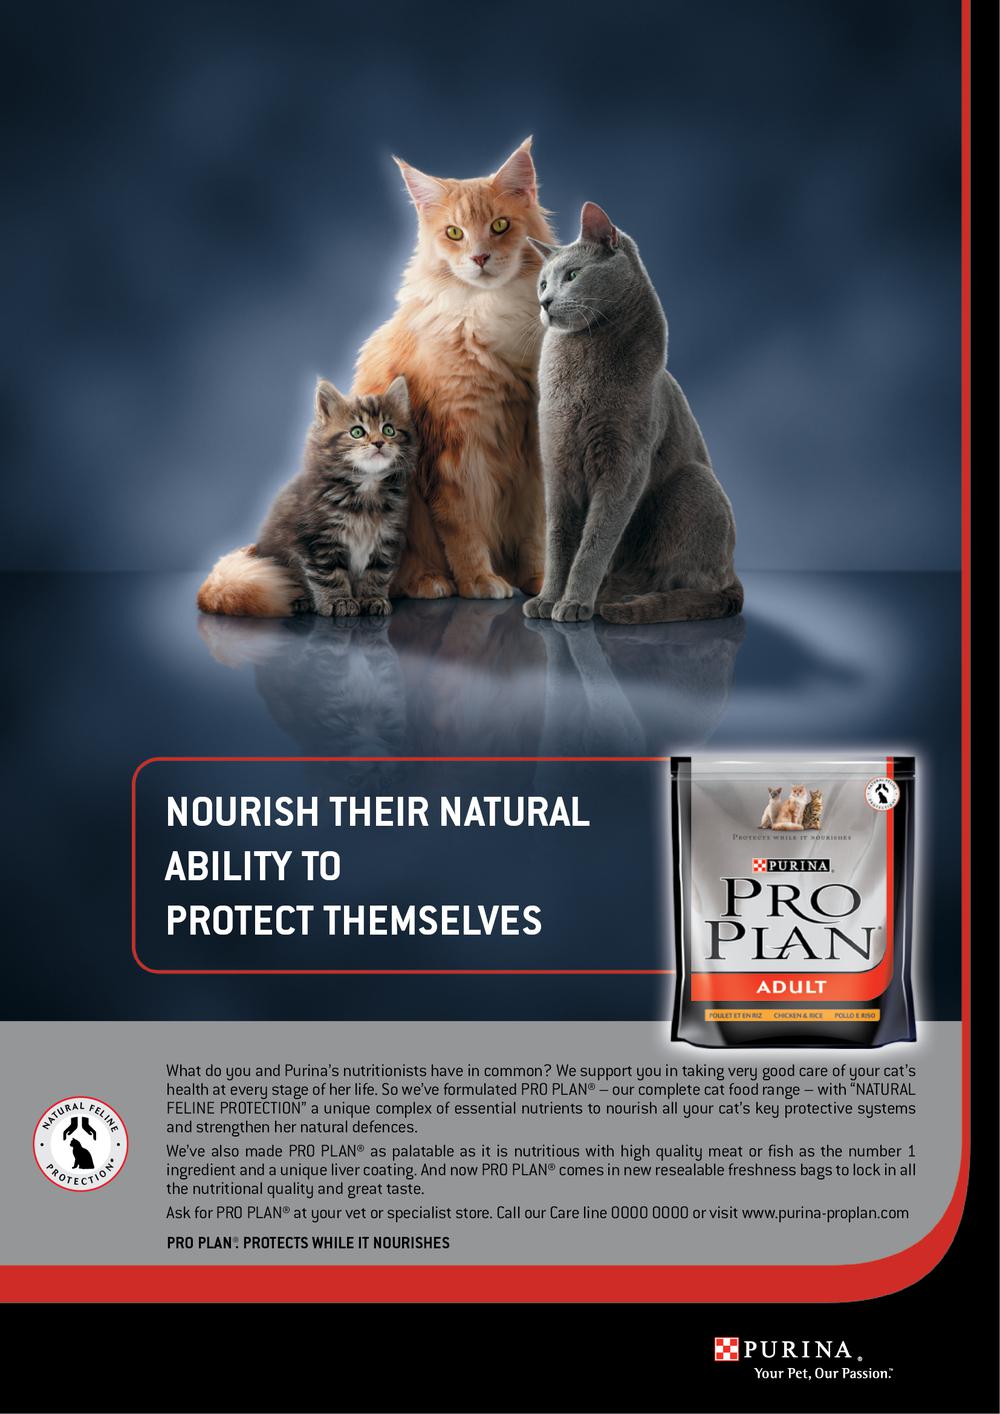 NOURISH THEIR NATURAL
ABILITY TO
PROTECT THEMSELVES
NATURAL FELINE
PROTECTION
PROTECTS WHILE IT NOURISHES
PURINA
PRO
PLAN
ADULT
POULET ET EN RIZ CHICKEN & RICE POLLO E RISO
What do you and Purina's nutritionists have in common? We support you in taking very good care of your cat's
health at every stage of her life. So we've formulated PRO PLAN® – our complete cat food range – with “NATURAL
FELINE PROTECTION” a unique complex of essential nutrients to nourish all your cat's key protective systems
and strengthen her natural defences.
We've also made PRO PLAN® as palatable as it is nutritious with high quality meat or fish as the number 1
ingredient and a unique liver coating. And now PRO PLAN® comes in new resealable freshness bags to lock in all
the nutritional quality and great taste.
Ask for PRO PLAN® at your vet or specialist store. Call our Care line 0000 0000 or visit www.purina-proplan.com
PRO PLAN®. PROTECTS WHILE IT NOURISHES
NATURAL FELINE
PROTECTION®
PURINA®
Your Pet, Our Passion.™